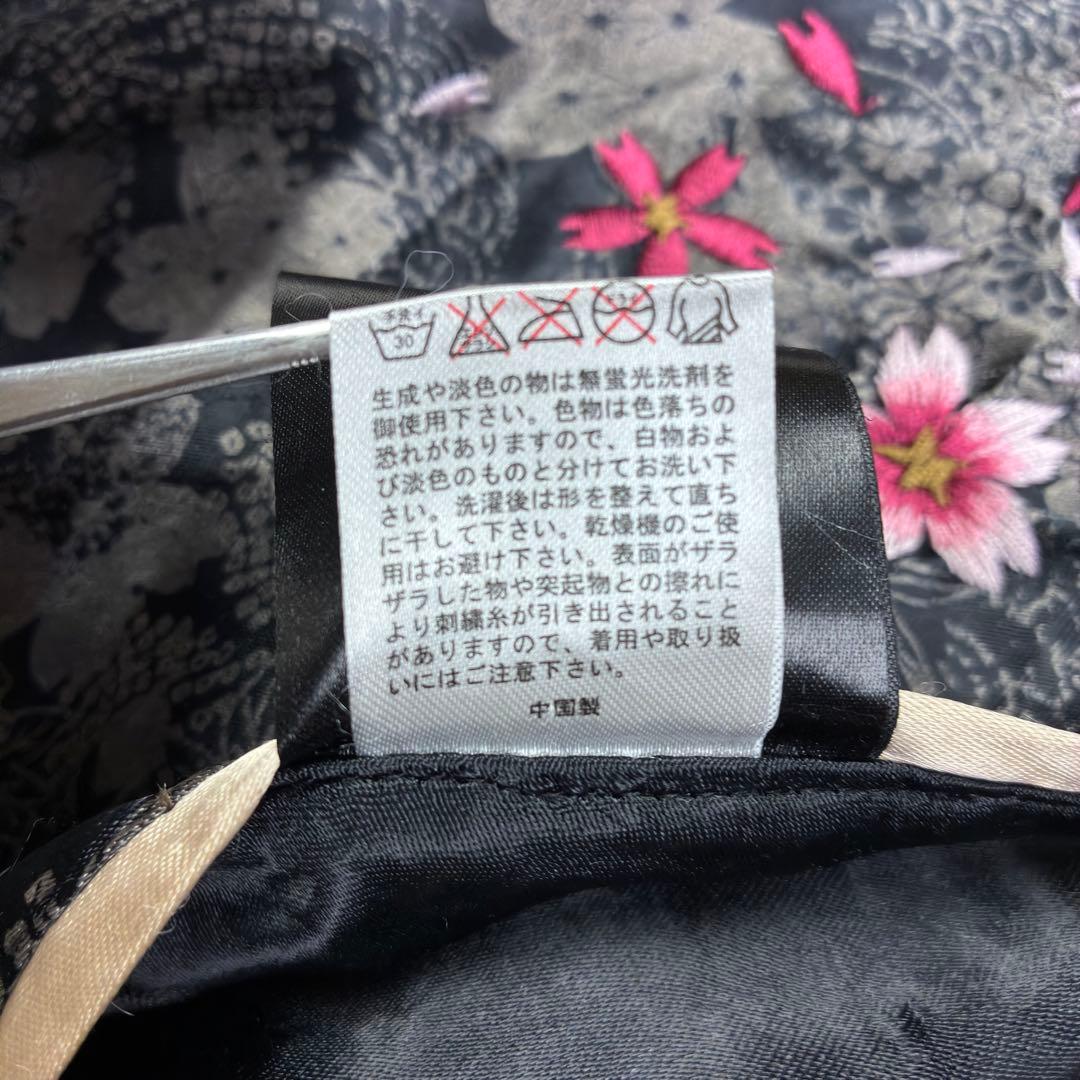 手洗イ
30
生成や淡色の物は無蛍光洗剤を
御使用下さい。色物は色落ちの
恐れがありますので、白物およ
び淡色のものと分けてお洗い下
さい。洗濯後は形を整えて直ち
に干して下さい。乾燥機のご使
用はお避け下さい。表面がザラ
ザラした物や突起物との擦れに
より刺繍糸が引き出されること
がありますので、着用や取り扱
いにはご注意下さい。
中国製